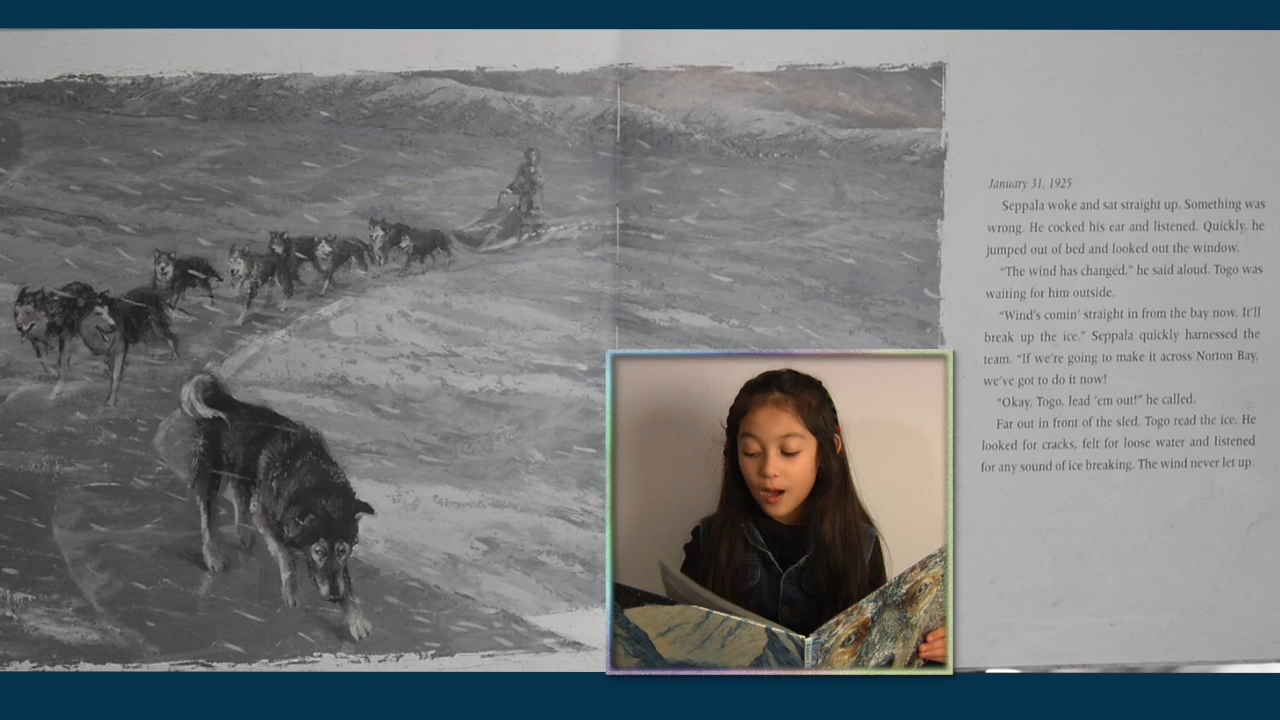 January 31, 1925
Seppala woke and sat straight up. Something was
wrong. He cocked his ear and listened. Quickly, he
jumped out of bed and looked out the window.
"The wind has changed," he said aloud. Togo was
waiting for him outside.
"Wind's comin' straight in from the bay now. It'll
break up the ice." Seppala quickly harnessed the
team. "If we're going to make it across Norton Bay,
we've got to do it now!
"Okay, Togo, lead 'em out!" he called.
Far out in front of the sled, Togo read the ice. He
looked for cracks, felt for loose water and listened
for any sound of ice breaking. The wind never let up.